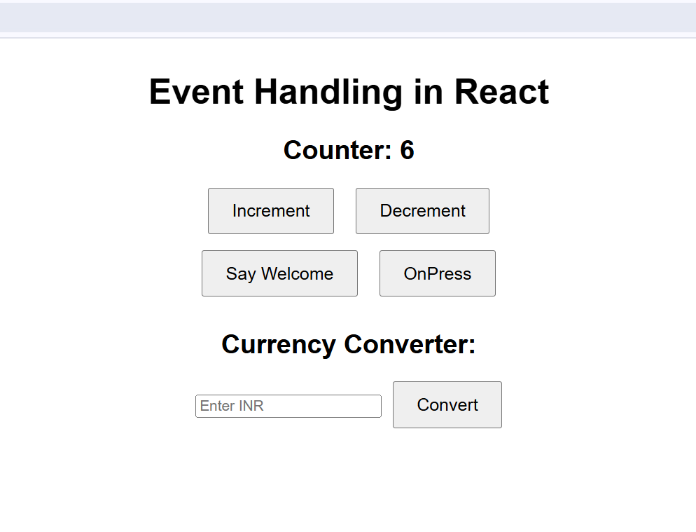 Event Handling in React
Counter: 6
Increment Decrement
Say Welcome OnPress
Currency Converter:
Enter INR Convert